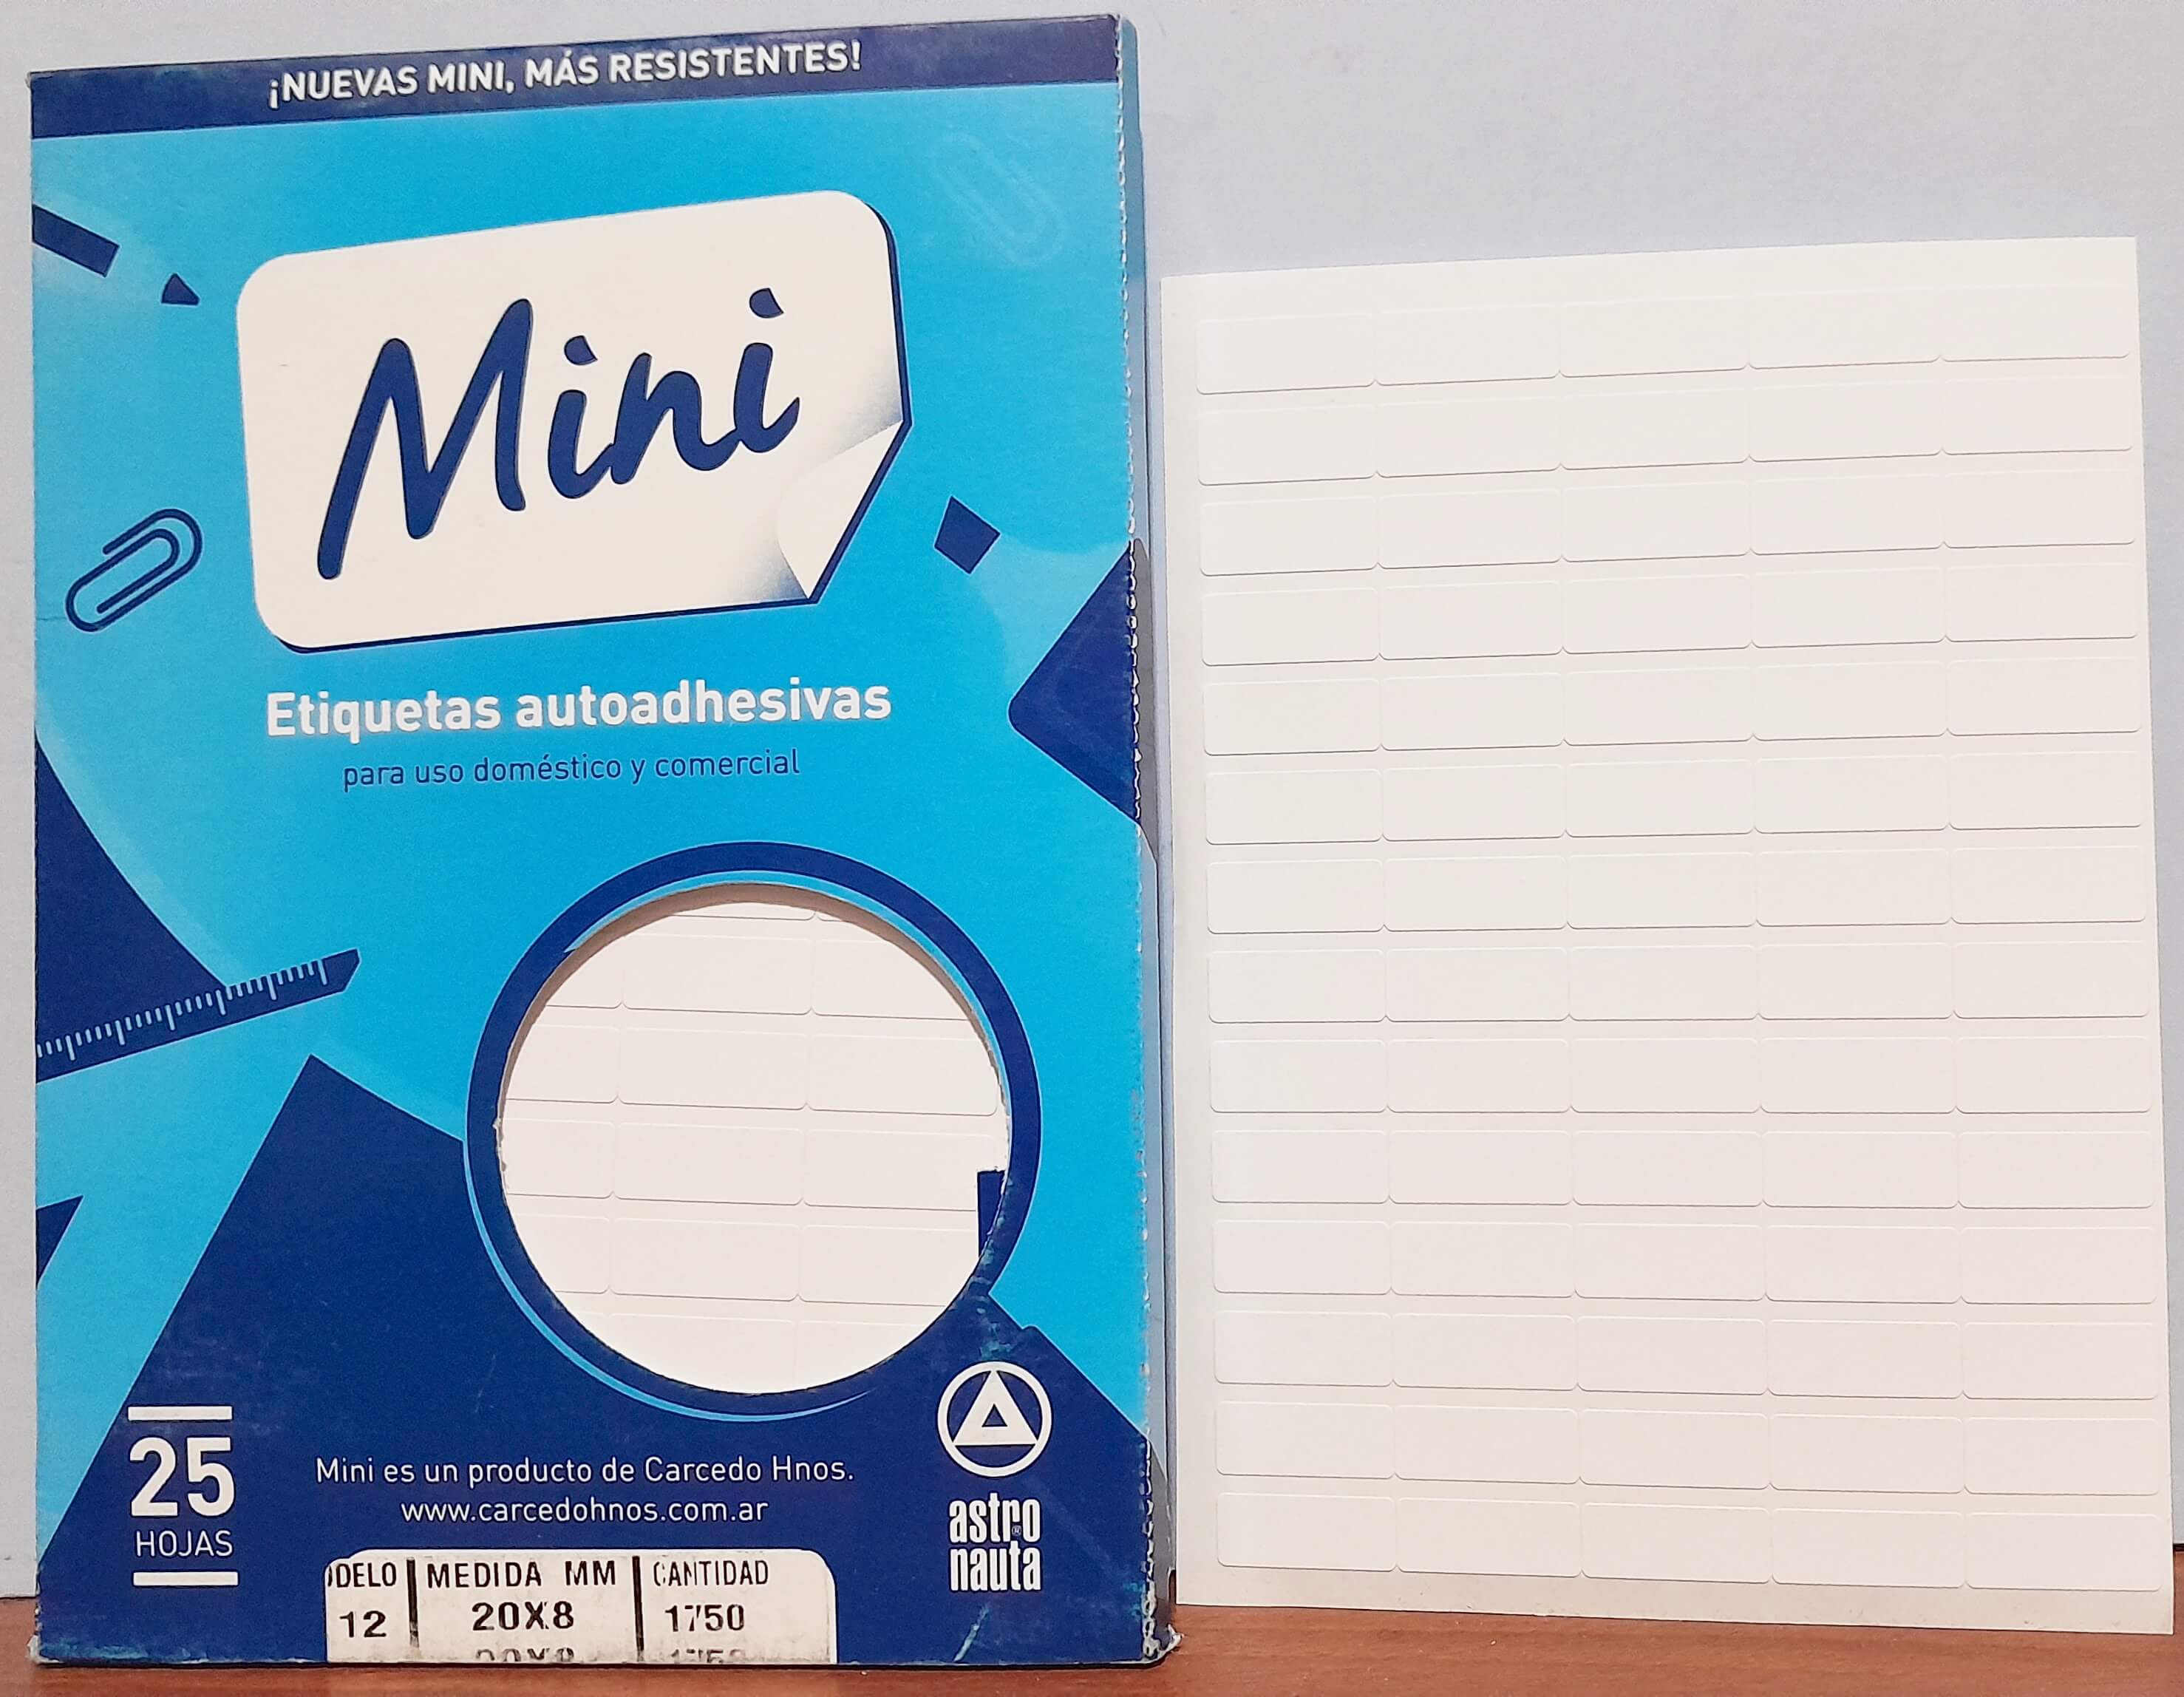 ¡NUEVAS MINI, MÁS RESISTENTES!
Mini
Etiquetas autoadhesivas
para uso doméstico y comercial
25
HOJAS
Mini es un producto de Carcedo Hnos.
www.carcedohnos.com.ar
astro®
nauta
ODELO MEDIDA MM CANTIDAD
12 20X8 1750